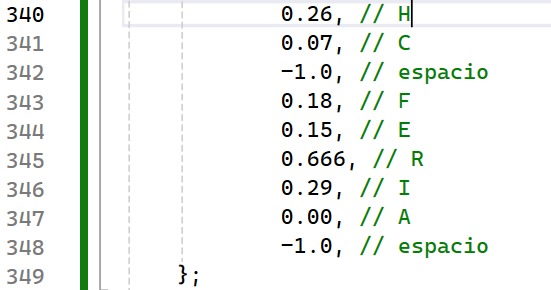 340 0.26, // H
341 0.07, // C
342 -1.0, // espacio
343 0.18, // F
344 0.15, // E
345 0.666, // R
346 0.29, // I
347 0.00, // A
348 -1.0, // espacio
349 };